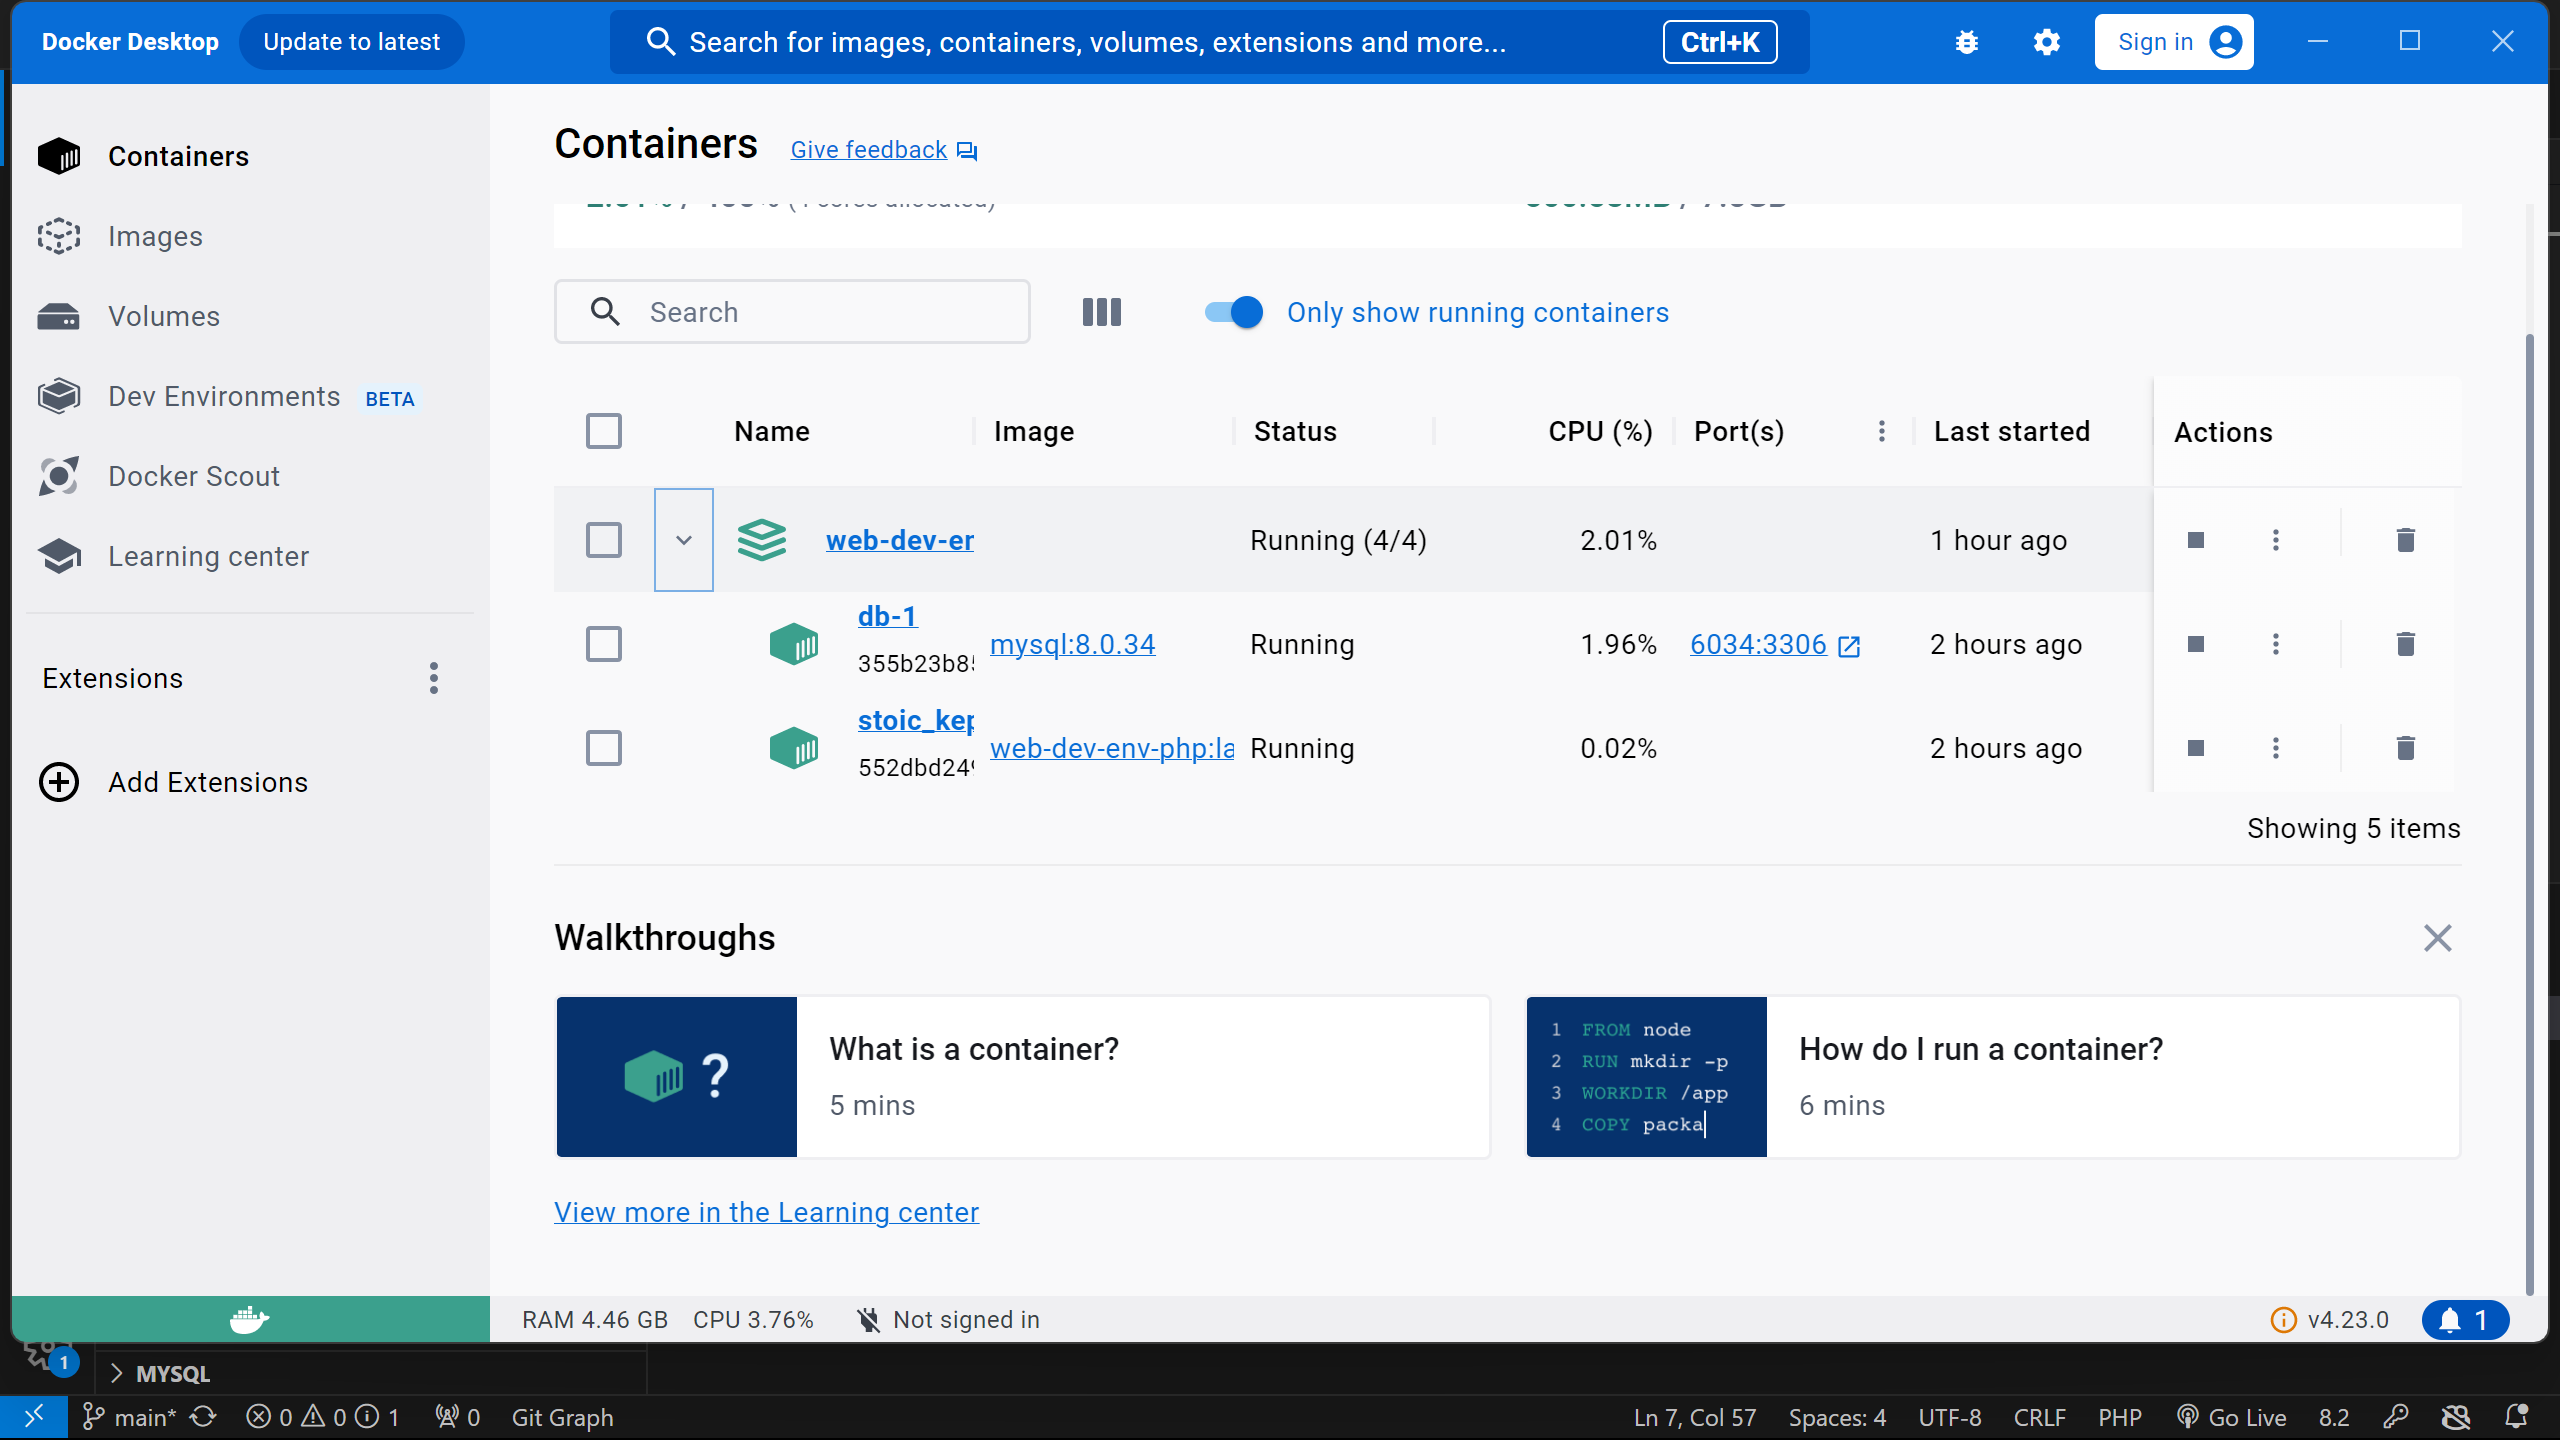 Docker Desktop Update to latest Search for images, containers, volumes, extensions and more... Ctrl+K Sign in
Containers
Images
Volumes
Dev Environments BETA
Docker Scout
Learning center
Extensions
Add Extensions
Containers Give feedback
Search Only show running containers
Name Image Status CPU (%) Port(s) Last started Actions
web-dev-en Running (4/4) 2.01% 1 hour ago
db-1
355b23b85 mysql:8.0.34 Running 1.96% 6034:3306 2 hours ago
stoic_kep
552dbd249 web-dev-env-php:la Running 0.02% 2 hours ago
Showing 5 items
Walkthroughs
What is a container?
5 mins
1 FROM node
2 RUN mkdir -p
3 WORKDIR /app
4 COPY packa
How do I run a container?
6 mins
View more in the Learning center
RAM 4.46 GB CPU 3.76% Not signed in v4.23.0 1
1
MYSQL
main* 0 0 1 0 Git Graph Ln 7, Col 57 Spaces: 4 UTF-8 CRLF PHP Go Live 8.2